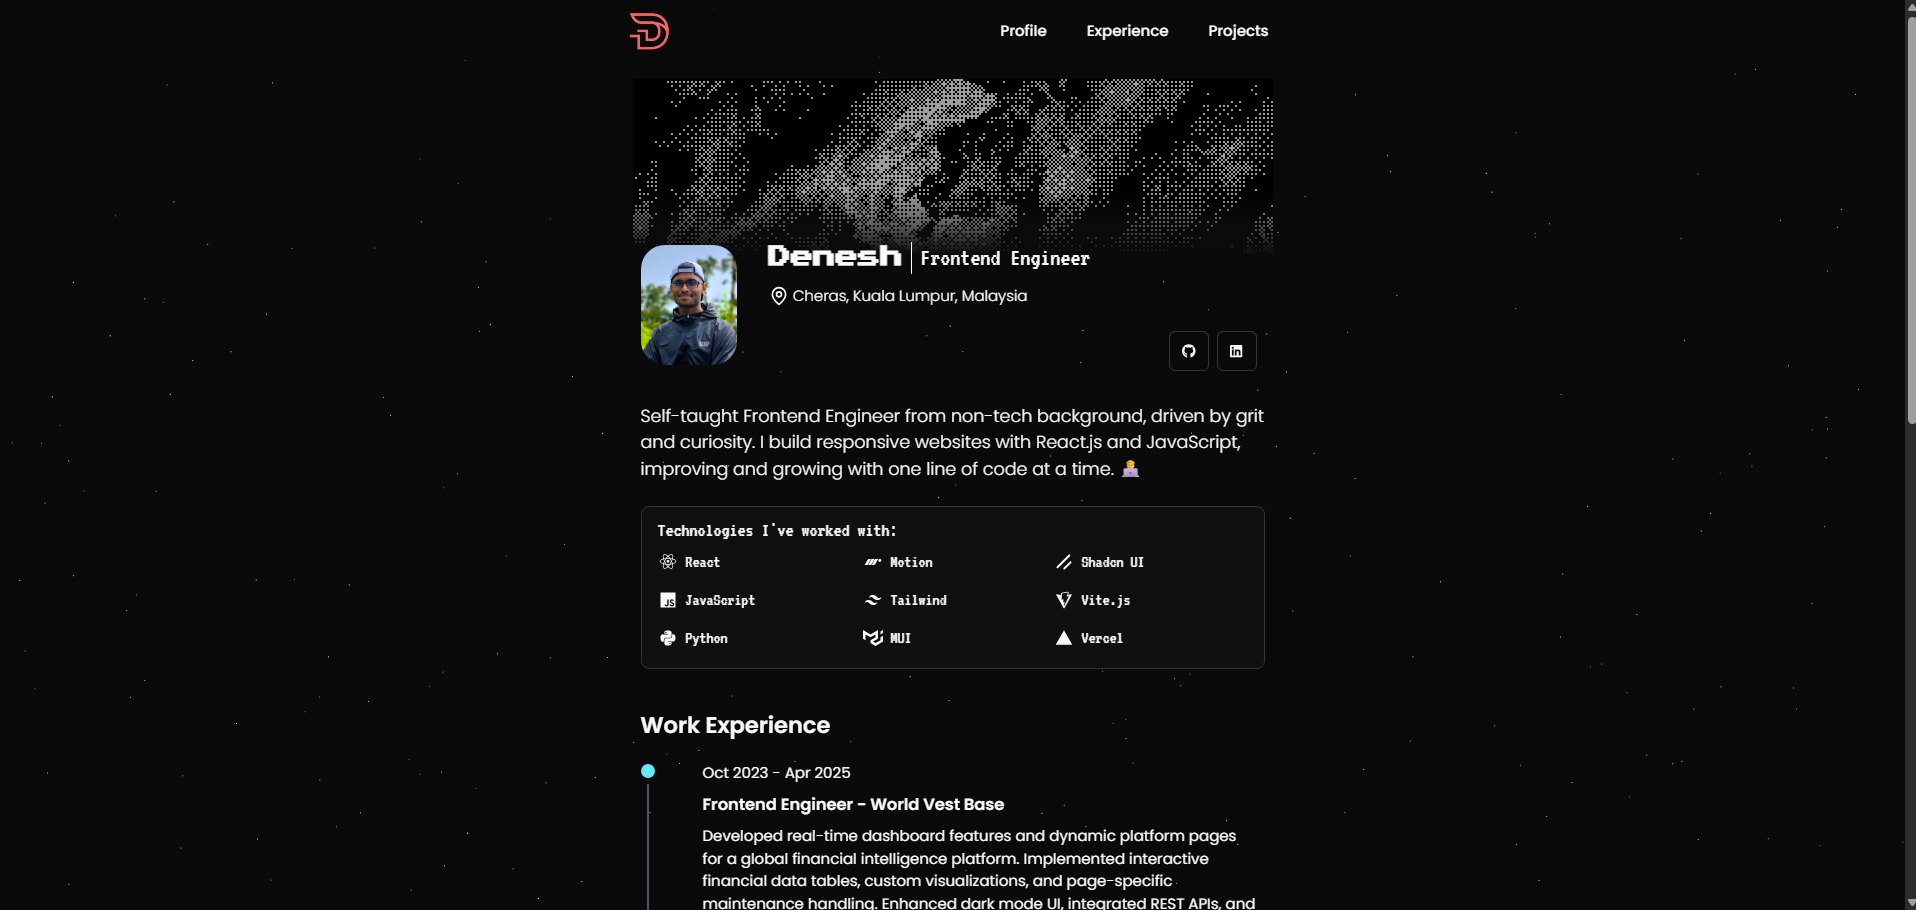 Profile Experience Projects
Denesh Frontend Engineer
Cheras, Kuala Lumpur, Malaysia
Self-taught Frontend Engineer from non-tech background, driven by grit
and curiosity. I build responsive websites with React.js and JavaScript,
improving and growing with one line of code at a time. 👨‍💻
Technologies I've worked with:
React Motion Shadcn UI
JavaScript Tailwind Vite.js
Python MUI Vercel
Work Experience
Oct 2023 - Apr 2025
Frontend Engineer - World Vest Base
Developed real-time dashboard features and dynamic platform pages
for a global financial intelligence platform. Implemented interactive
financial data tables, custom visualizations, and page-specific
maintenance handling. Enhanced dark mode UI, integrated REST APIs, and